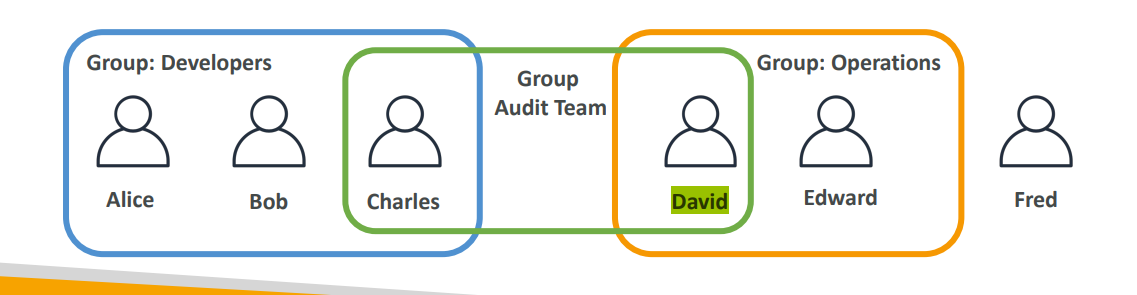 Group: Developers
Group
Audit Team
Group: Operations
Alice
Bob
Charles
David
Edward
Fred